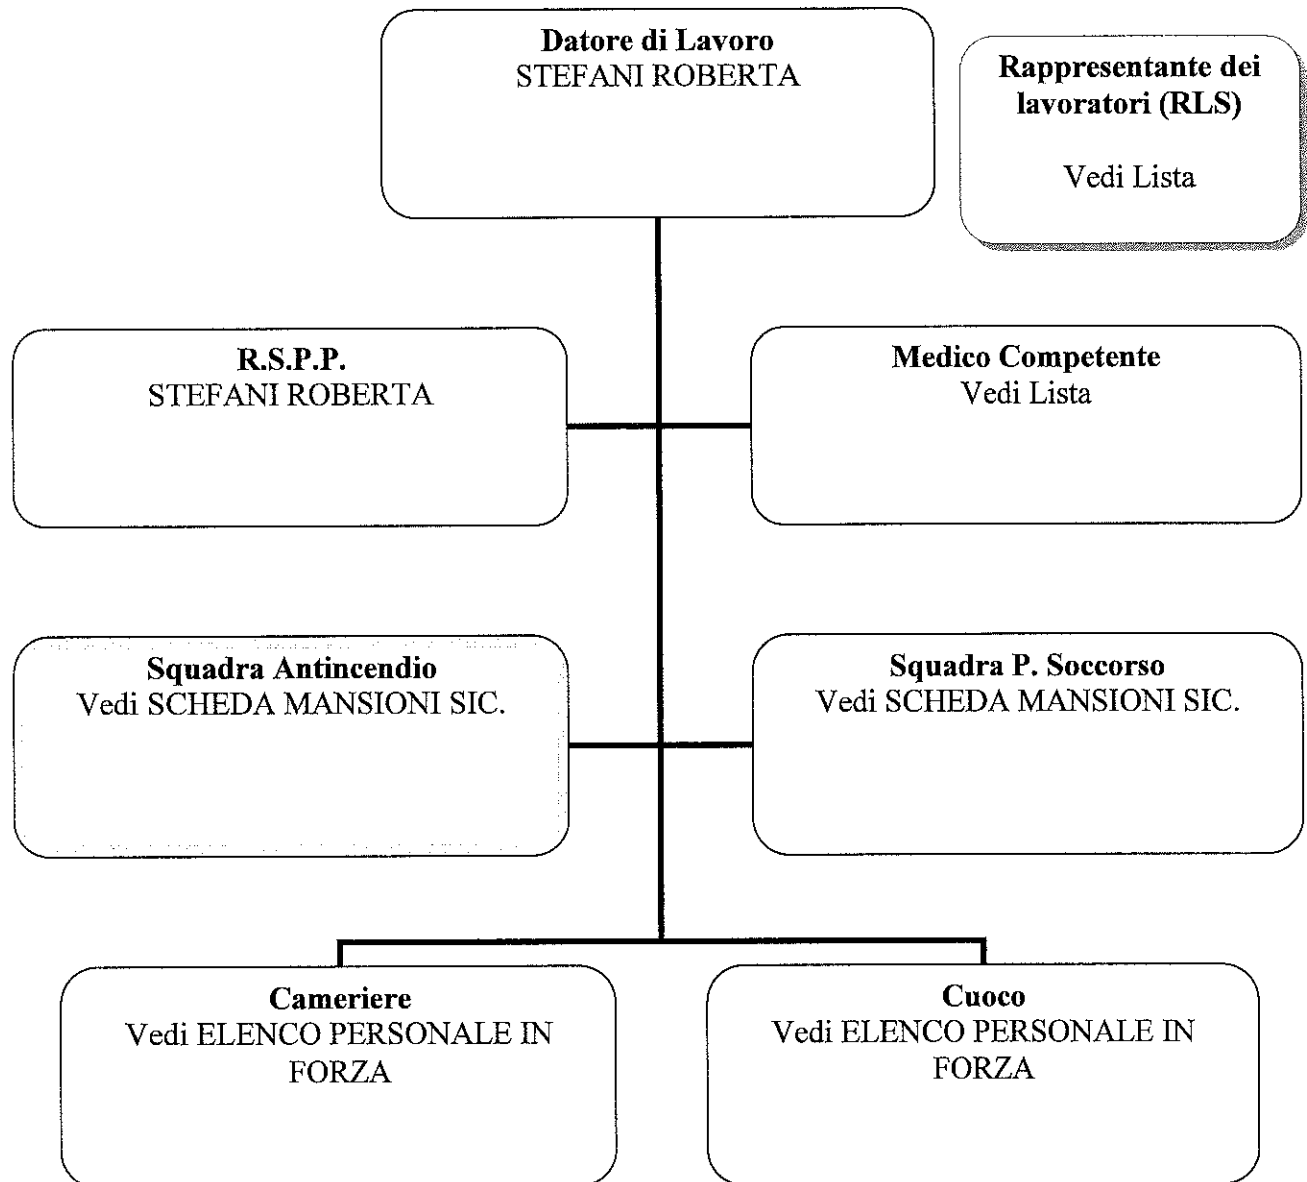 Datore di Lavoro
STEFANI ROBERTA
Rappresentante dei
lavoratori (RLS)
Vedi Lista
R.S.P.P.
STEFANI ROBERTA
Medico Competente
Vedi Lista
Squadra Antincendio
Vedi SCHEDA MANSIONI SIC.
Squadra P. Soccorso
Vedi SCHEDA MANSIONI SIC.
Cameriere
Vedi ELENCO PERSONALE IN
FORZA
Cuoco
Vedi ELENCO PERSONALE IN
FORZA